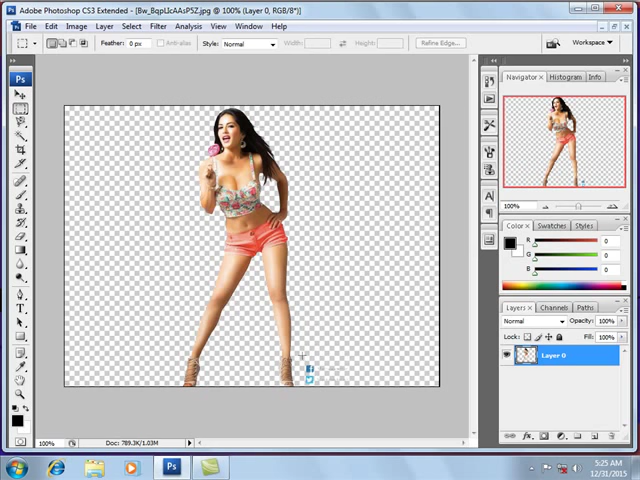 Adobe Photoshop CS3 Extended - [Bw_BqpLIcAAsP5Z.jpg @ 100% (Layer 0, RGB/8*)]
File Edit Image Layer Select Filter Analysis View Window Help
Feather: 0 px Anti-alias Style: Normal Width: Height: Refine Edge... Workspace
Ps
Navigator Histogram Info
100%
Color Swatches Styles
R 0
G 0
B 0
Layers Channels Paths
Normal Opacity: 100%
Lock: Fill: 100%
Layer 0
100% Doc: 789.3K/1.03M
Ps
5:25 AM
12/31/2015